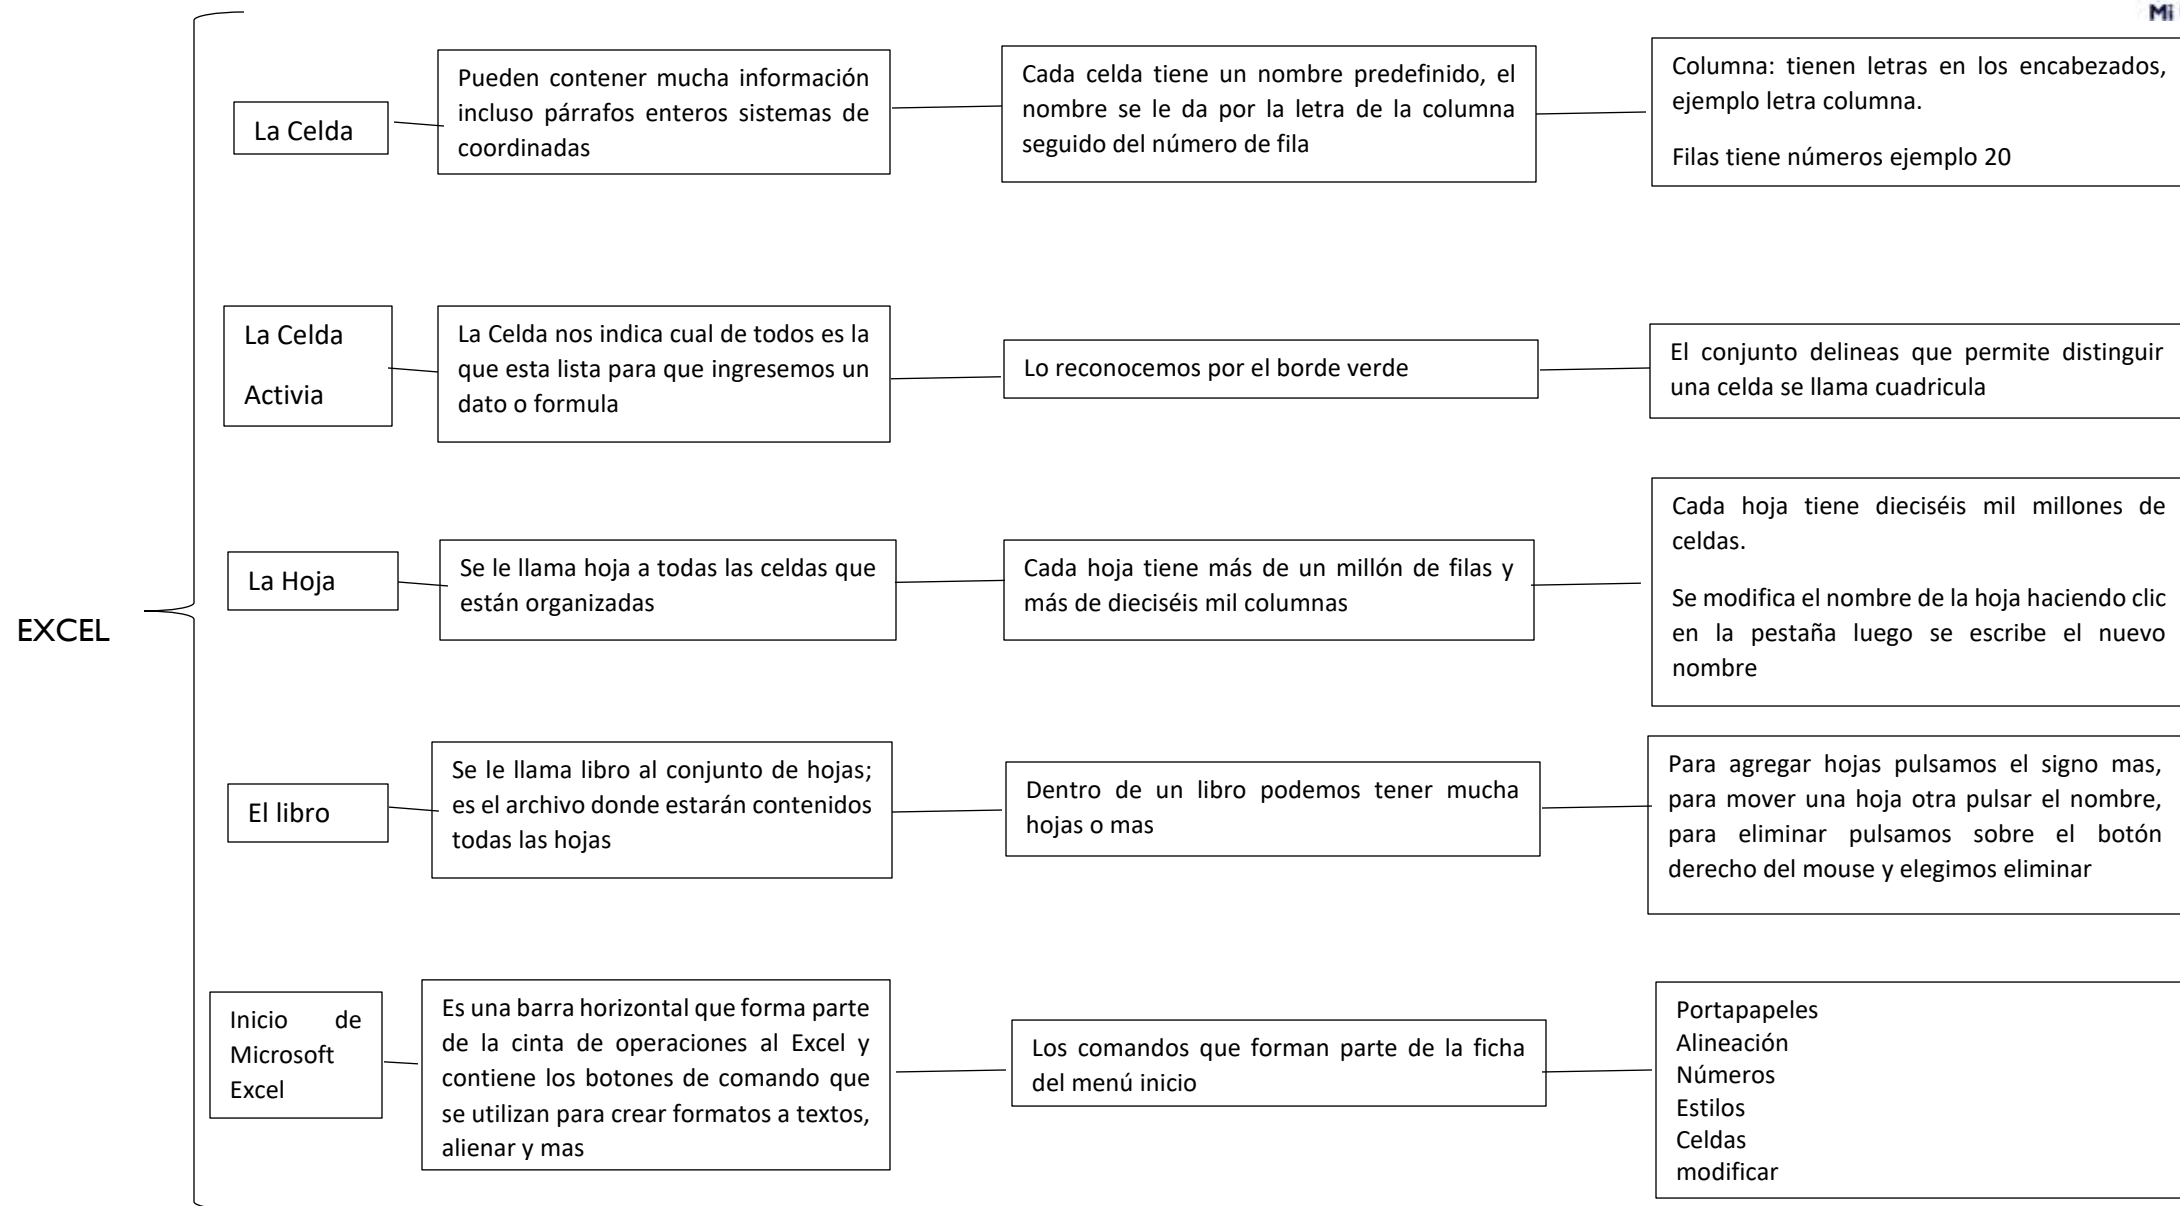 Mi
La Celda
Pueden contener mucha información
incluso párrafos enteros sistemas de
coordinadas
Cada celda tiene un nombre predefinido, el
nombre se le da por la letra de la columna
seguido del número de fila
Columna: tienen letras en los encabezados,
ejemplo letra columna.
Filas tiene números ejemplo 20
La Celda
Activia
La Celda nos indica cual de todos es la
que esta lista para que ingresemos un
dato o formula
Lo reconocemos por el borde verde
El conjunto delineas que permite distinguir
una celda se llama cuadricula
EXCEL
La Hoja
Se le llama hoja a todas las celdas que
están organizadas
Cada hoja tiene más de un millón de filas y
más de dieciséis mil columnas
Cada hoja tiene dieciséis mil millones de
celdas.
Se modifica el nombre de la hoja haciendo clic
en la pestaña luego se escribe el nuevo
nombre
El libro
Se le llama libro al conjunto de hojas;
es el archivo donde estarán contenidos
todas las hojas
Dentro de un libro podemos tener mucha
hojas o mas
Para agregar hojas pulsamos el signo mas,
para mover una hoja otra pulsar el nombre,
para eliminar pulsamos sobre el botón
derecho del mouse y elegimos eliminar
Inicio de
Microsoft
Excel
Es una barra horizontal que forma parte
de la cinta de operaciones al Excel y
contiene los botones de comando que
se utilizan para crear formatos a textos,
alienar y mas
Los comandos que forman parte de la ficha
del menú inicio
Portapapeles
Alineación
Números
Estilos
Celdas
modificar